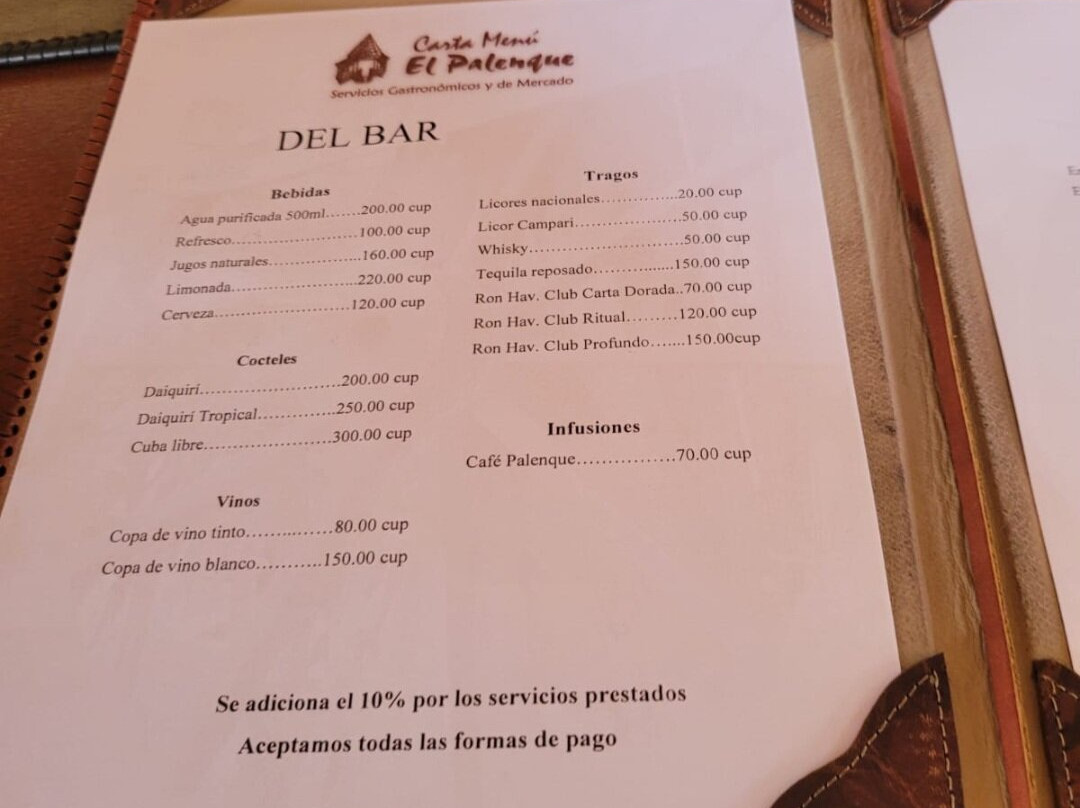 Carta Menú
El Palenque
Servicios Gastronómicos y de Mercado
DEL BAR
Bebidas
Agua purificada 500ml.......200.00 cup
Refresco..........................100.00 cup
Jugos naturales...................160.00 cup
Limonada..........................220.00 cup
Cerveza...........................120.00 cup
Cocteles
Daiquirí..........................200.00 cup
Daiquirí Tropical..............250.00 cup
Cuba libre........................300.00 cup
Vinos
Copa de vino tinto...............80.00 cup
Copa de vino blanco...........150.00 cup
Tragos
Licores nacionales...............20.00 cup
Licor Campari.....................50.00 cup
Whisky............................50.00 cup
Tequila reposado................150.00 cup
Ron Hav. Club Carta Dorada..70.00 cup
Ron Hav. Club Ritual.........120.00 cup
Ron Hav. Club Profundo.......150.00cup
Infusiones
Café Palenque................70.00 cup
Se adiciona el 10% por los servicios prestados
Aceptamos todas las formas de pago